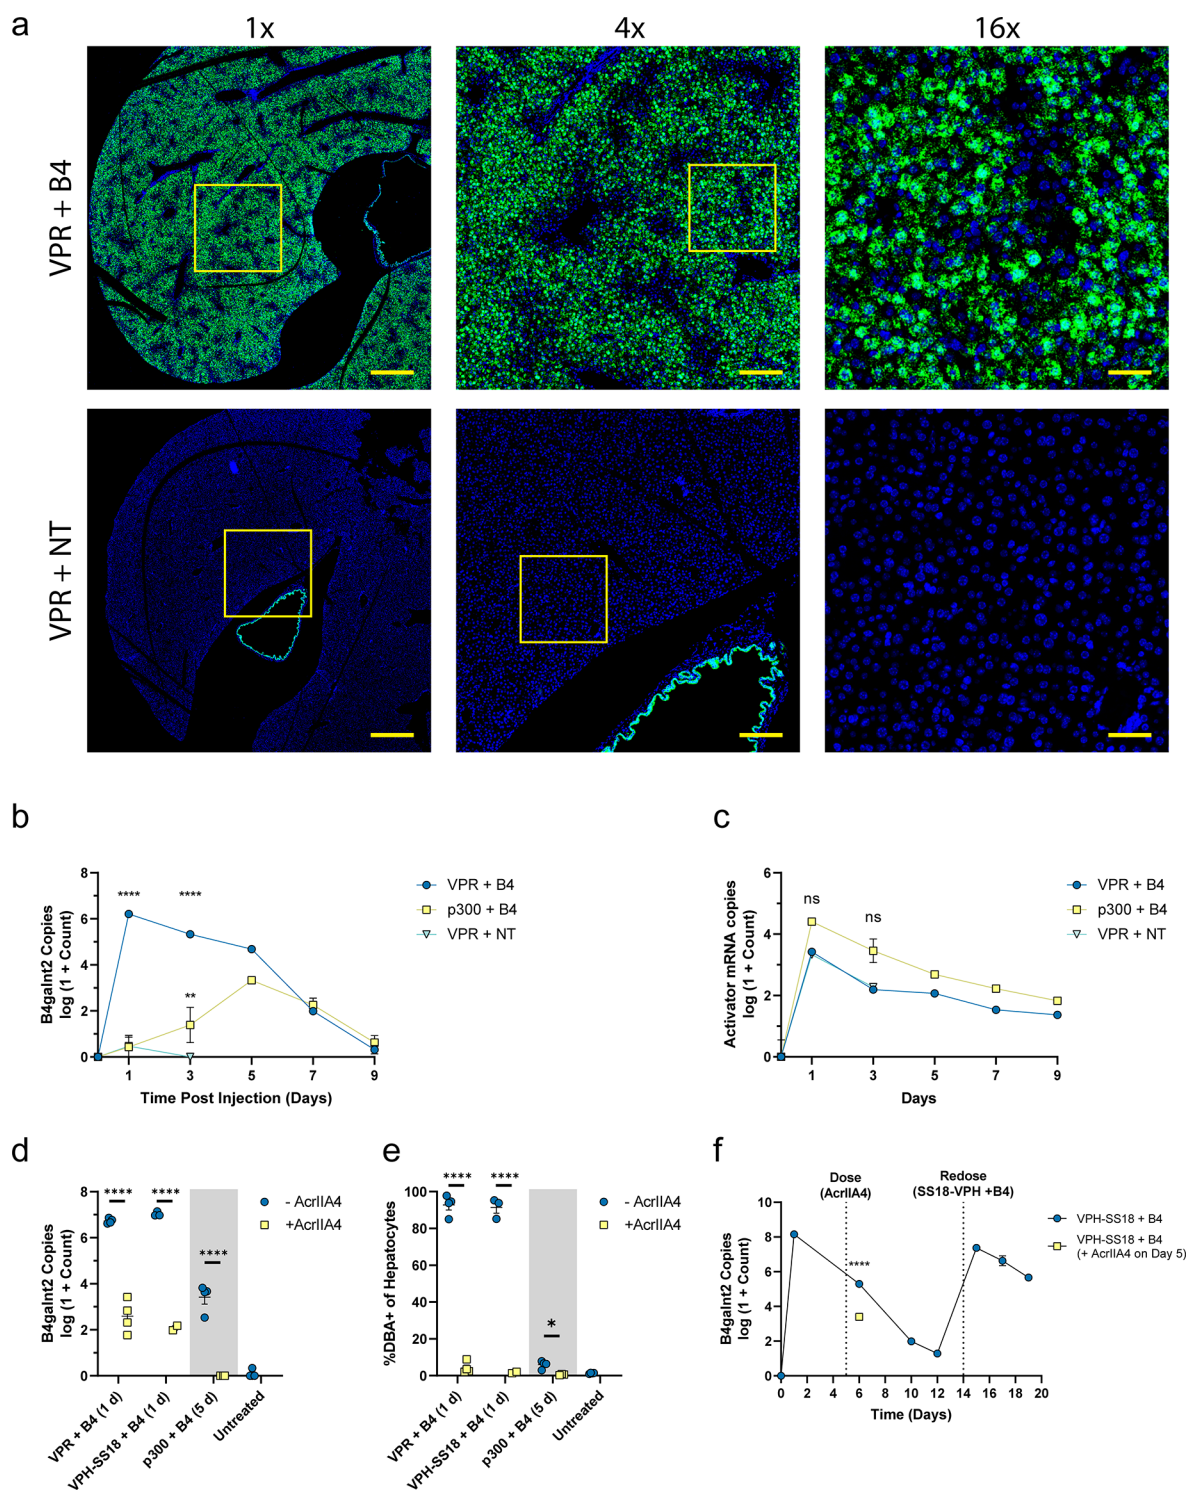 a
1x
4x
16x
VPR + B4
VPR + NT
b
B4galnt2 Copies
log (1 + Count)
8
6
4
2
0
1
3
5
7
9
Time Post Injection (Days)
****
****
**
VPR + B4
p300 + B4
VPR + NT
c
Activator mRNA copies
log (1 + Count)
6
4
2
0
1
3
5
7
9
Days
ns
ns
VPR + B4
p300 + B4
VPR + NT
d
B4galnt2 Copies
log (1 + Count)
8
6
4
2
0
****
****
****
VPR + B4 (1 d)
VPH-SS18 + B4 (1 d)
p300 + B4 (5 d)
Untreated
- AcrIIA4
+AcrIIA4
e
%DBA+ of Hepatocytes
100
80
60
40
20
0
****
****
*
VPR + B4 (1 d)
VPH-SS18 + B4 (1 d)
p300 + B4 (5 d)
Untreated
- AcrIIA4
+AcrIIA4
f
Dose
(AcrIIA4)
Redose
(SS18-VPH +B4)
B4galnt2 Copies
log (1 + Count)
10
8
6
4
2
0
****
0 2 4 6 8 10 12 14 16 18 20
Time (Days)
VPH-SS18 + B4
VPH-SS18 + B4
(+ AcrIIA4 on Day 5)